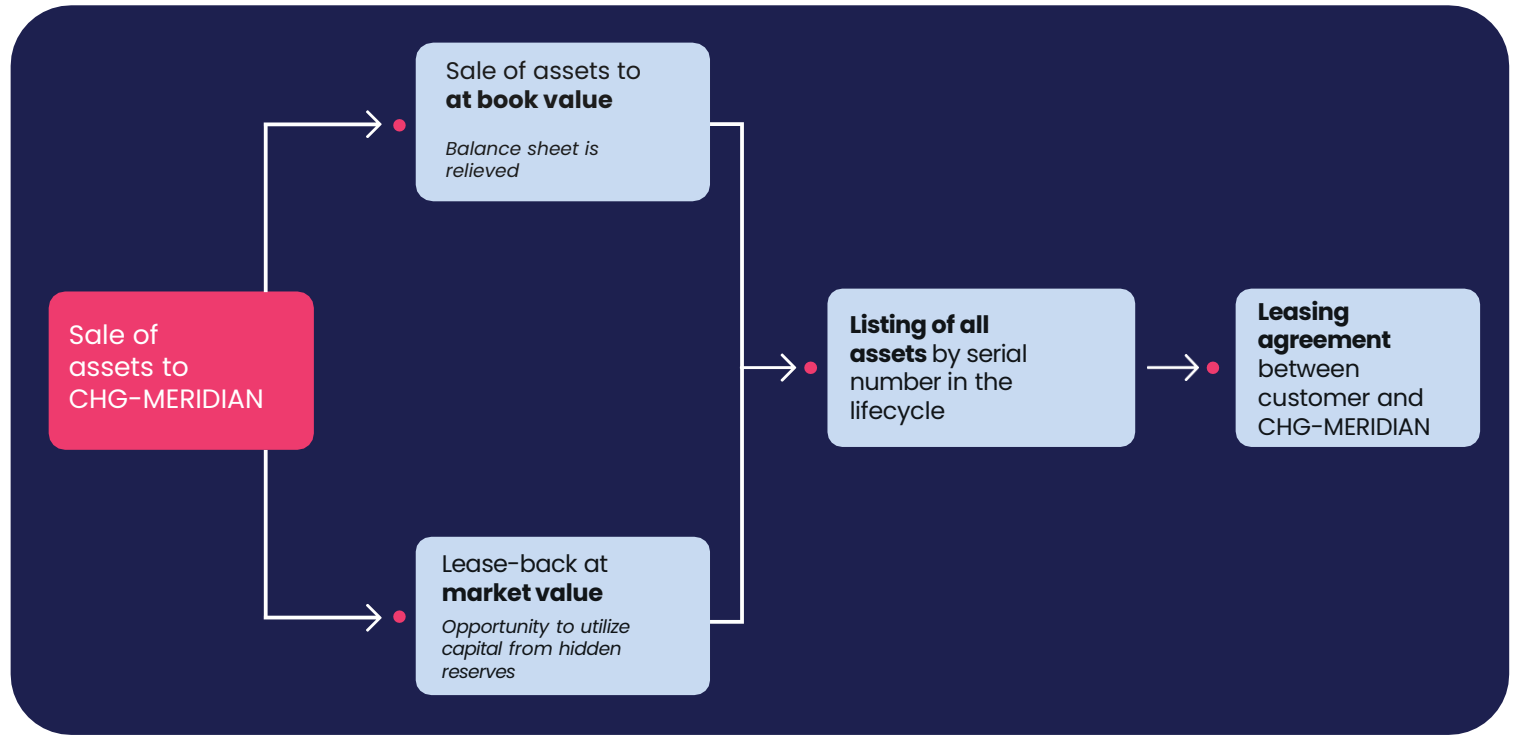 Sale of assets to
at book value
Balance sheet is
relieved
Sale of
assets to
CHG-MERIDIAN
Listing of all
assets by serial
number in the
lifecycle
Leasing
agreement
between
customer and
CHG-MERIDIAN
Lease-back at
market value
Opportunity to utilize
capital from hidden
reserves